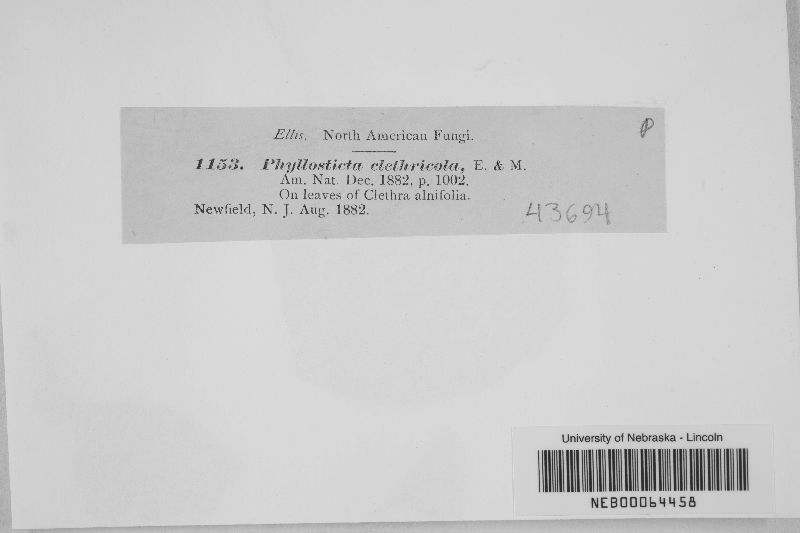 Ellis. North American Fungi.
1153. Phyllosticta clethricola, E. & M.
Am. Nat. Dec. 1882, p. 1002.
On leaves of Clethra alnifolia.
Newfield, N. J. Aug. 1882.
43694
University of Nebraska - Lincoln
NEB00064458